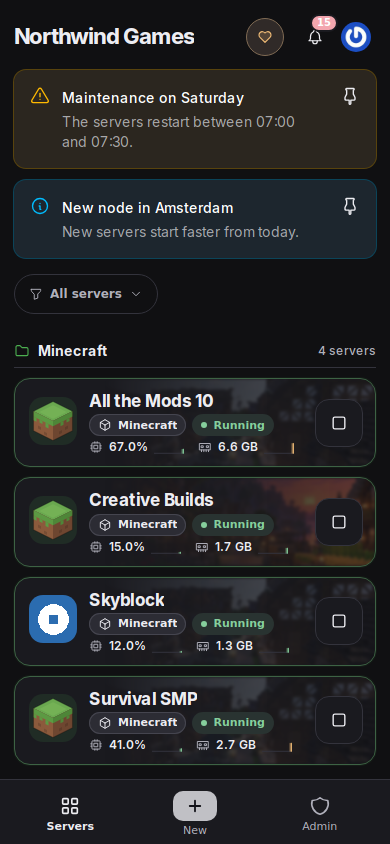 Northwind Games
15
Maintenance on Saturday
The servers restart between 07:00
and 07:30.
New node in Amsterdam
New servers start faster from today.
All servers
Minecraft
4 servers
All the Mods 10
Minecraft
Running
67.0%
6.6 GB
Creative Builds
Minecraft
Running
15.0%
1.7 GB
Skyblock
Minecraft
Running
12.0%
1.3 GB
Survival SMP
Minecraft
Running
41.0%
2.7 GB
Servers
New
Admin